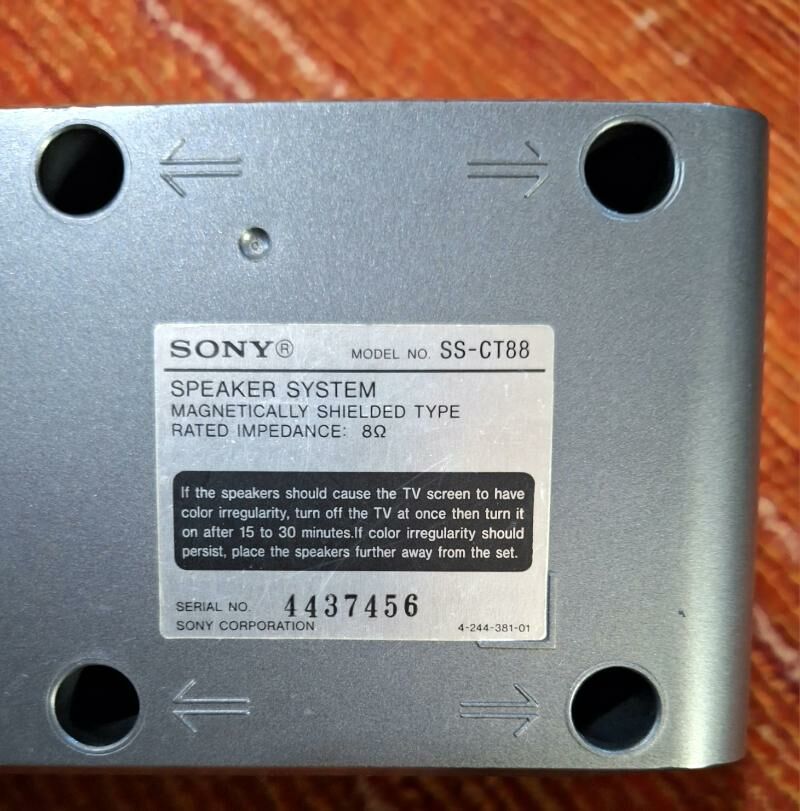 SONY® MODEL NO. SS-CT88
SPEAKER SYSTEM
MAGNETICALLY SHIELDED TYPE
RATED IMPEDANCE: 8Ω
If the speakers should cause the TV screen to have
color irregularity, turn off the TV at once then turn it
on after 15 to 30 minutes.If color irregularity should
persist, place the speakers further away from the set.
SERIAL NO. 4437456
SONY CORPORATION 4-244-381-01